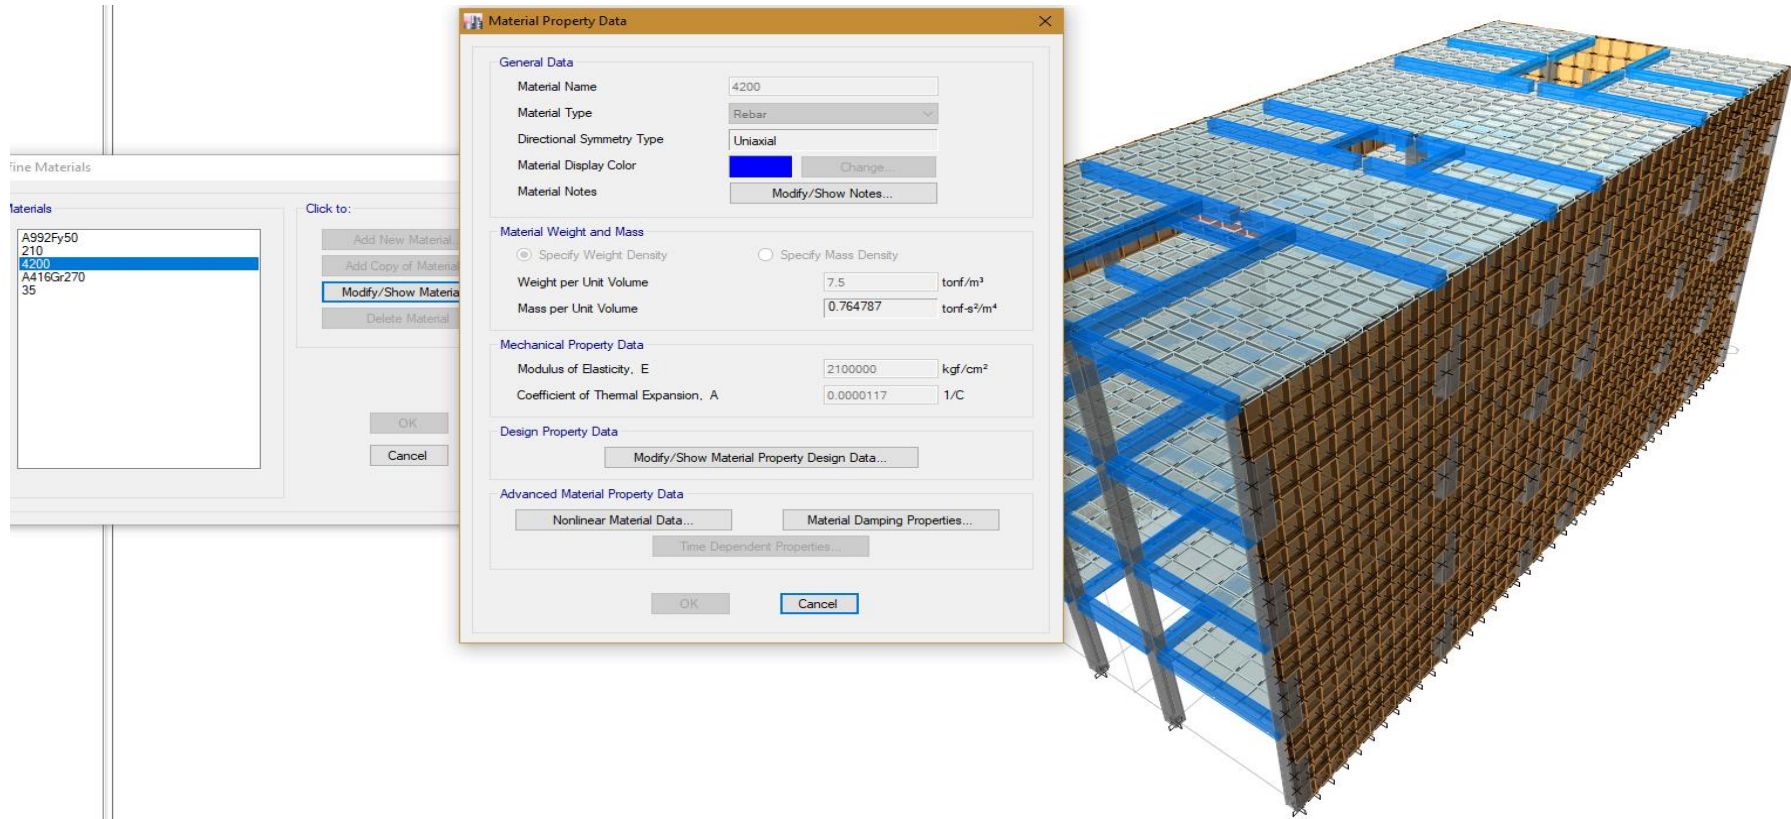 Material Property Data
General Data
Material Name 4200
Material Type Rebar
Directional Symmetry Type Uniaxial
Material Display Color Change...
Material Notes Modify/Show Notes...
Material Weight and Mass
Specify Weight Density Specify Mass Density
Weight per Unit Volume 7.5 tonf/m³
Mass per Unit Volume 0.764787 tonf-s²/m⁴
Mechanical Property Data
Modulus of Elasticity, E 2100000 kgf/cm²
Coefficient of Thermal Expansion, A 0.0000117 1/C
Design Property Data
Modify/Show Material Property Design Data...
Advanced Material Property Data
Nonlinear Material Data... Material Damping Properties...
Time Dependent Properties...
OK Cancel
fine Materials
Materials Click to:
A992Fy50
210
4200
A416Gr270
35
Add New Material...
Add Copy of Material
Modify/Show Materia
Delete Material
OK
Cancel